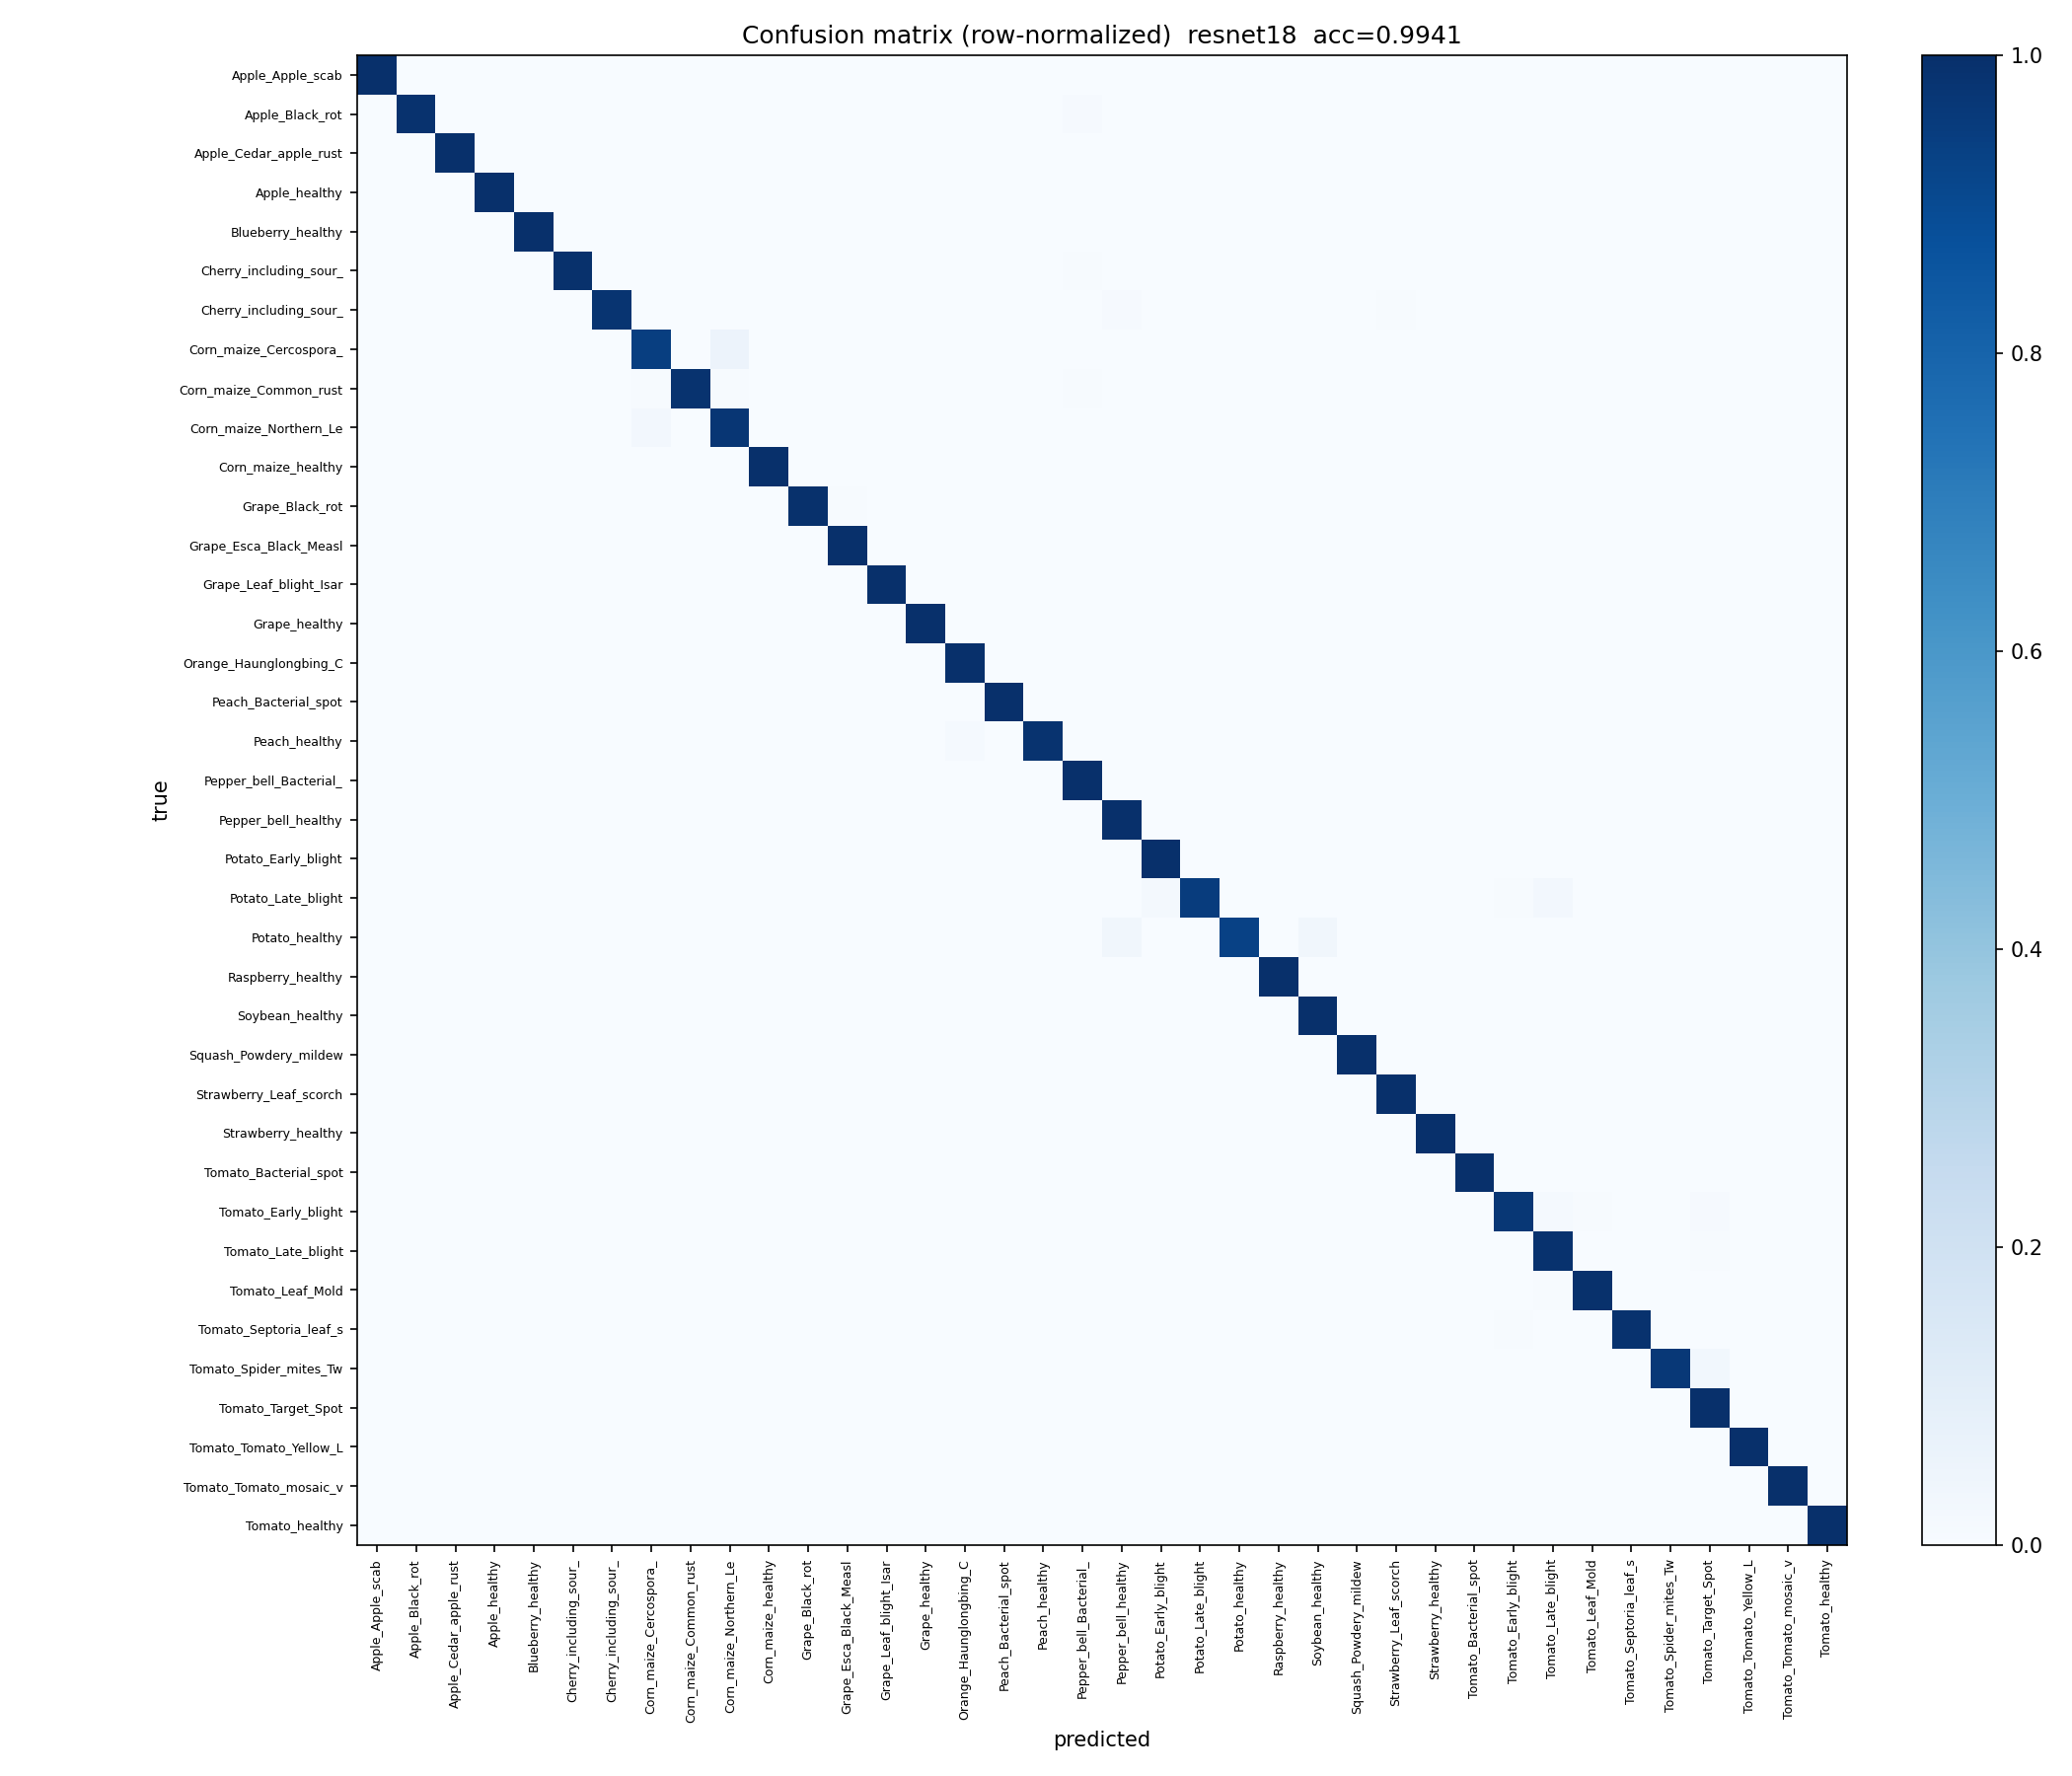 Confusion matrix (row-normalized)  resnet18  acc=0.9941
Apple_Apple_scab
Apple_Black_rot
Apple_Cedar_apple_rust
Apple_healthy
Blueberry_healthy
Cherry_including_sour_
Cherry_including_sour_
Corn_maize_Cercospora_
Corn_maize_Common_rust
Corn_maize_Northern_Le
Corn_maize_healthy
Grape_Black_rot
Grape_Esca_Black_Measl
Grape_Leaf_blight_Isar
Grape_healthy
Orange_Haunglongbing_C
Peach_Bacterial_spot
Peach_healthy
Pepper_bell_Bacterial_
Pepper_bell_healthy
Potato_Early_blight
Potato_Late_blight
Potato_healthy
Raspberry_healthy
Soybean_healthy
Squash_Powdery_mildew
Strawberry_Leaf_scorch
Strawberry_healthy
Tomato_Bacterial_spot
Tomato_Early_blight
Tomato_Late_blight
Tomato_Leaf_Mold
Tomato_Septoria_leaf_s
Tomato_Spider_mites_Tw
Tomato_Target_Spot
Tomato_Tomato_Yellow_L
Tomato_Tomato_mosaic_v
Tomato_healthy
true
Apple_Apple_scab
Apple_Black_rot
Apple_Cedar_apple_rust
Apple_healthy
Blueberry_healthy
Cherry_including_sour_
Cherry_including_sour_
Corn_maize_Cercospora_
Corn_maize_Common_rust
Corn_maize_Northern_Le
Corn_maize_healthy
Grape_Black_rot
Grape_Esca_Black_Measl
Grape_Leaf_blight_Isar
Grape_healthy
Orange_Haunglongbing_C
Peach_Bacterial_spot
Peach_healthy
Pepper_bell_Bacterial_
Pepper_bell_healthy
Potato_Early_blight
Potato_Late_blight
Potato_healthy
Raspberry_healthy
Soybean_healthy
Squash_Powdery_mildew
Strawberry_Leaf_scorch
Strawberry_healthy
Tomato_Bacterial_spot
Tomato_Early_blight
Tomato_Late_blight
Tomato_Leaf_Mold
Tomato_Septoria_leaf_s
Tomato_Spider_mites_Tw
Tomato_Target_Spot
Tomato_Tomato_Yellow_L
Tomato_Tomato_mosaic_v
Tomato_healthy
predicted
1.0
0.8
0.6
0.4
0.2
0.0